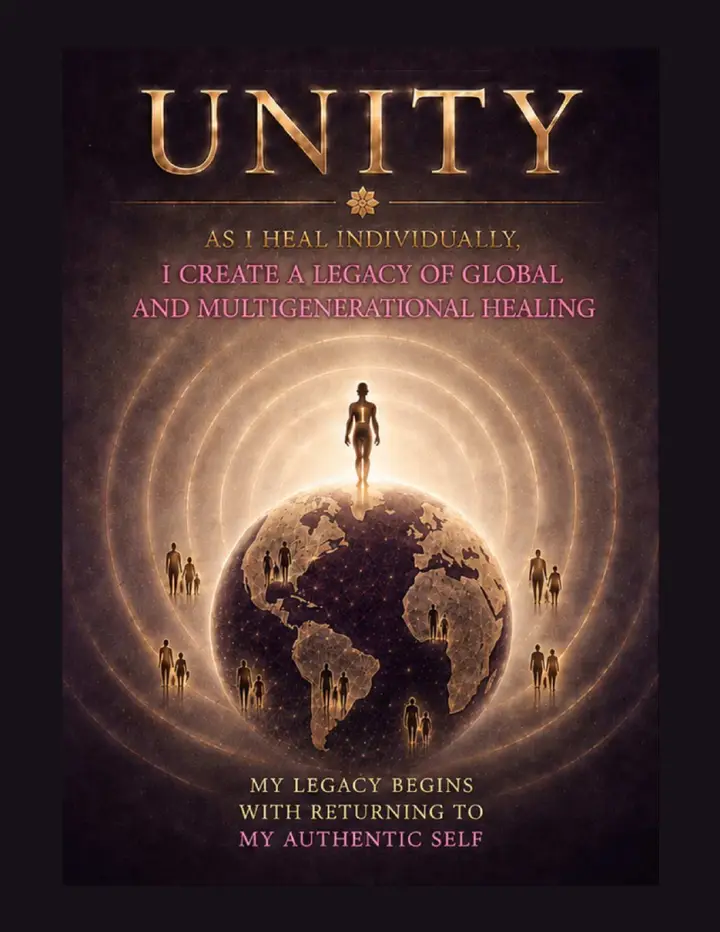 UNITY
AS I HEAL INDIVIDUALLY,
I CREATE A LEGACY OF GLOBAL
AND MULTIGENERATIONAL HEALING
MY LEGACY BEGINS
WITH RETURNING TO
MY AUTHENTIC SELF